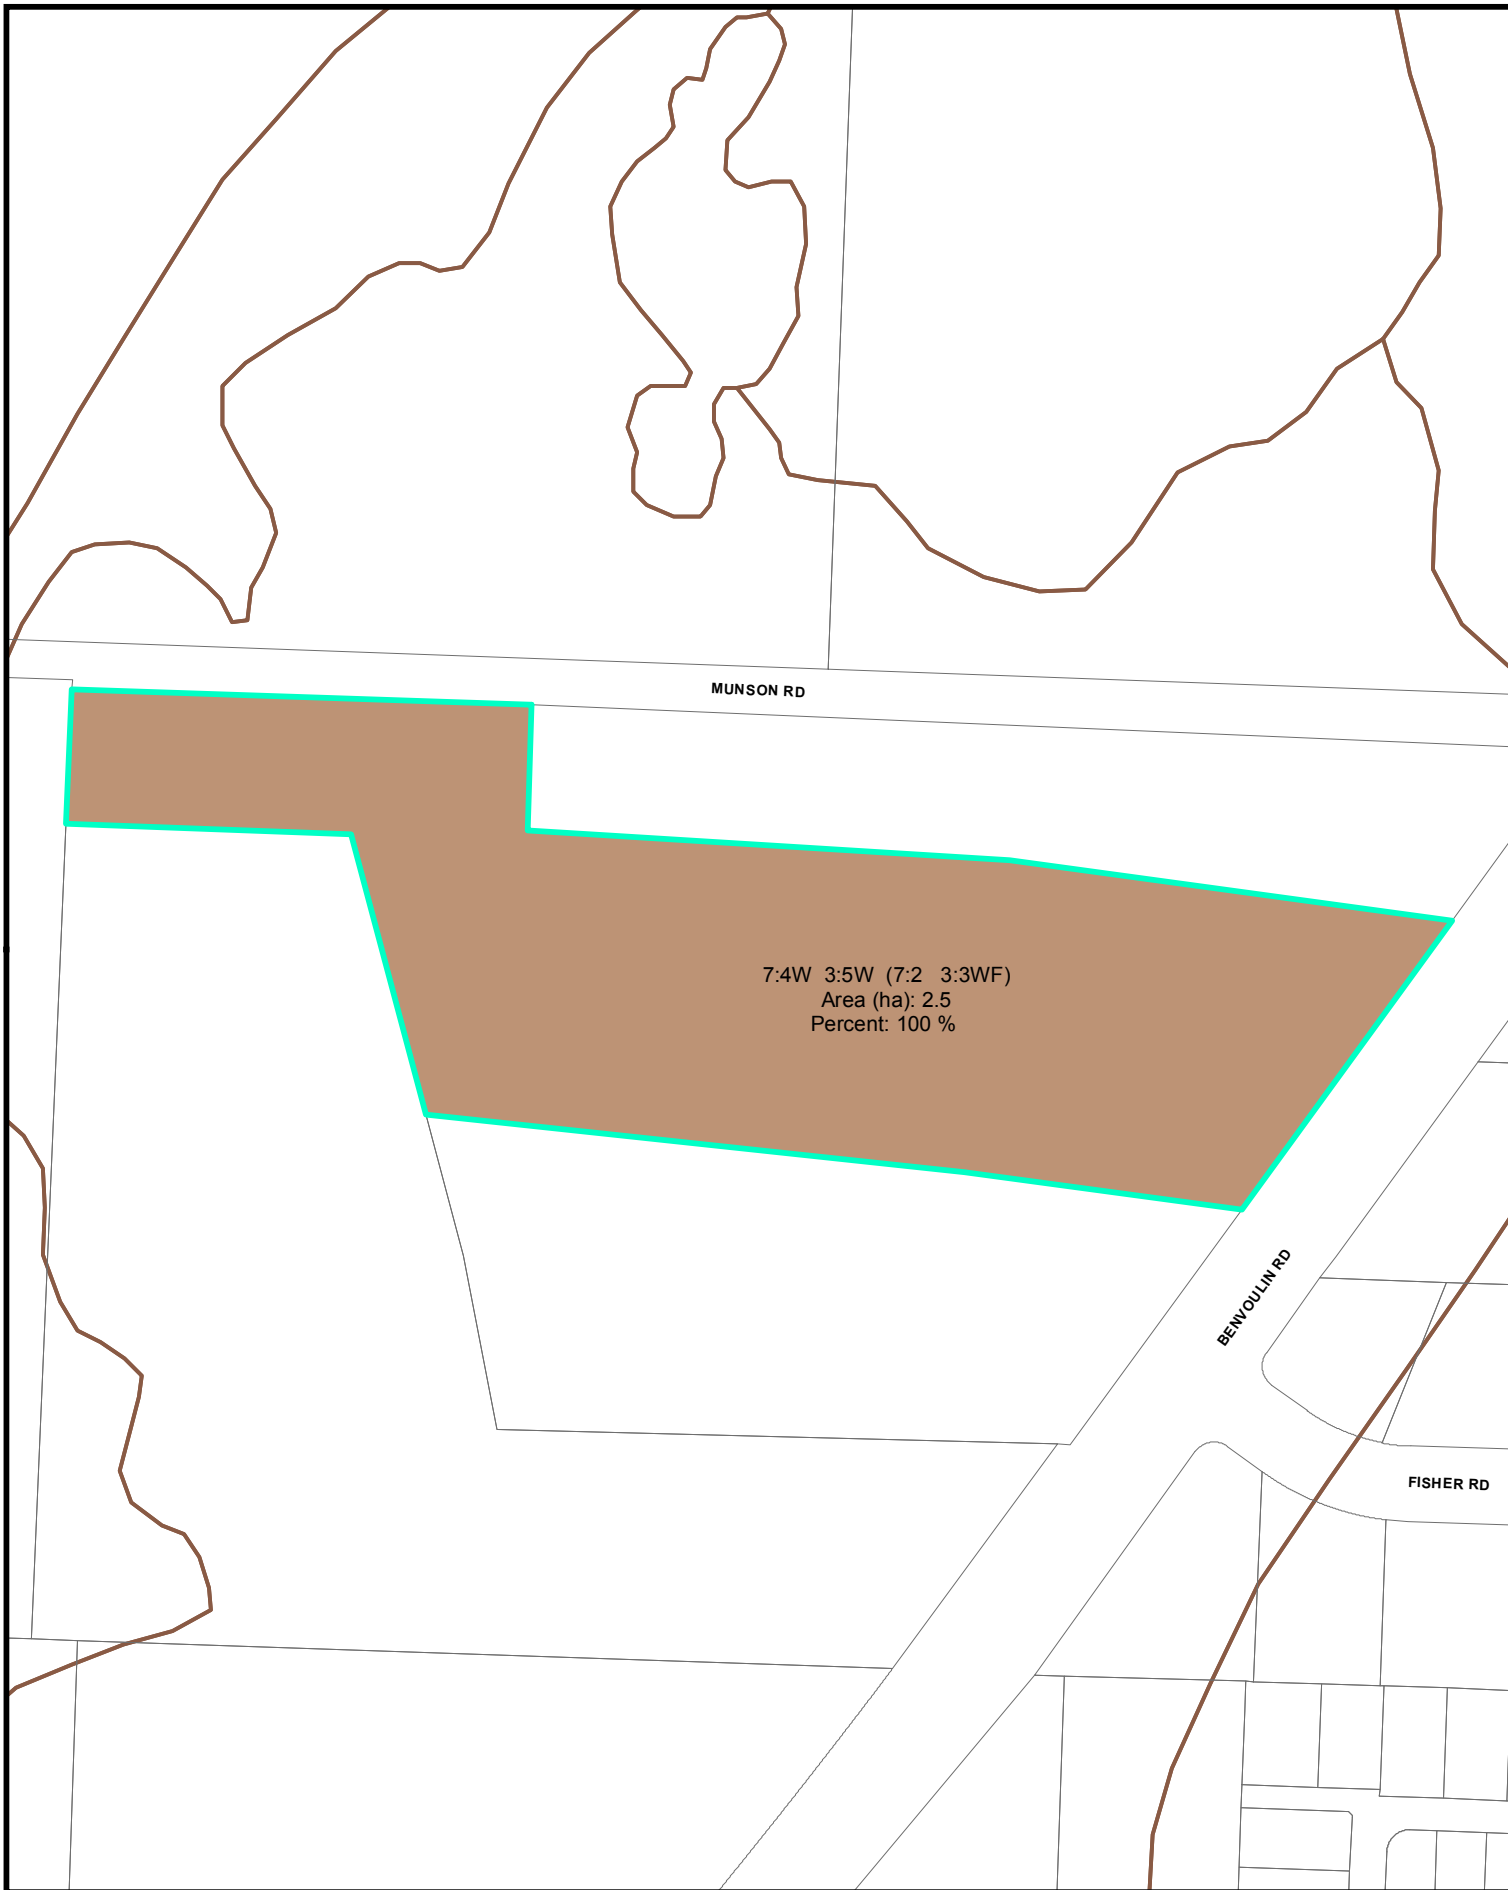 MUNSON RD
7:4W 3:5W (7:2 3:3WF)
Area (ha): 2.5
Percent: 100 %
BENVOULIN RD
FISHER RD